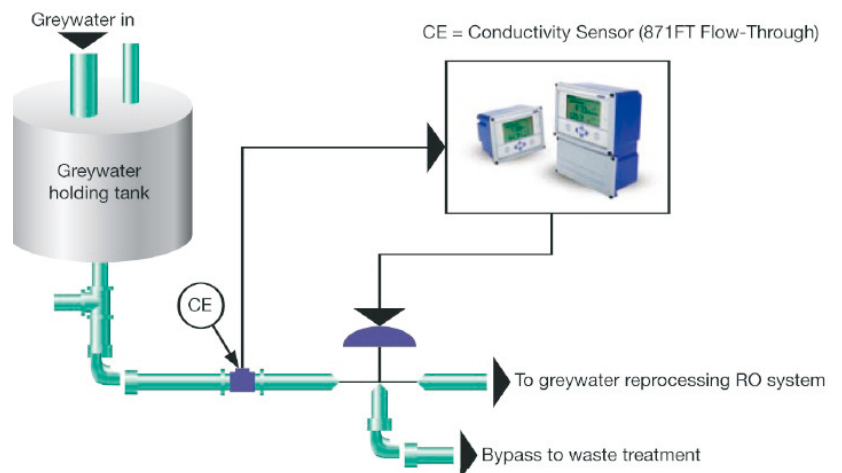 Greywater in
CE = Conductivity Sensor (871FT Flow-Through)
Greywater
holding tank
CE
To greywater reprocessing RO system
Bypass to waste treatment